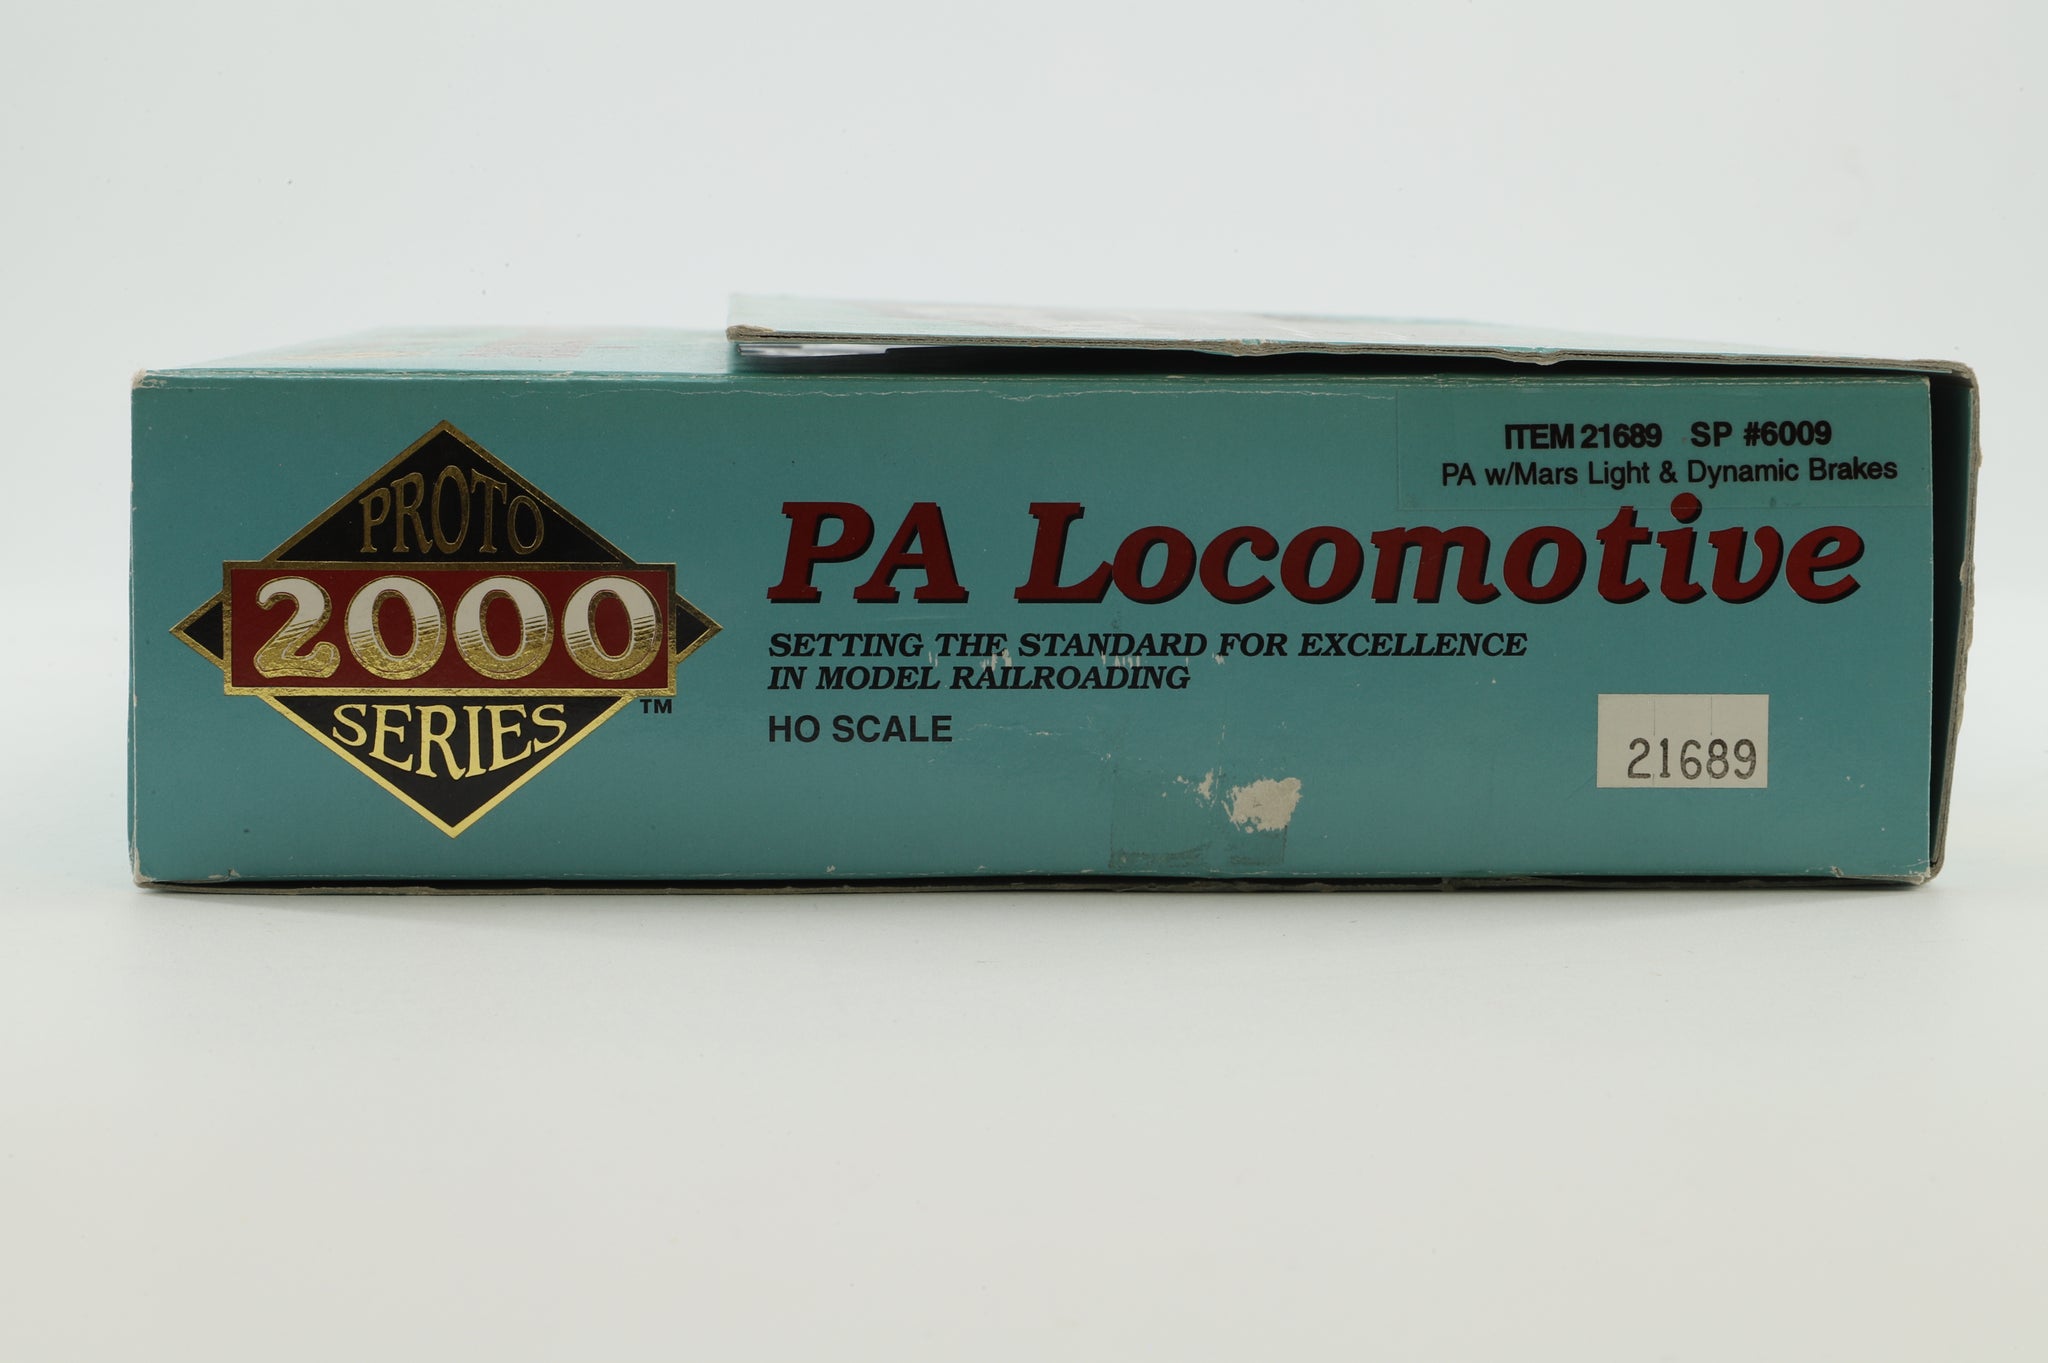 PROTO
2000
SERIES
TM
ITEM 21689 SP #6009
PA w/Mars Light & Dynamic Brakes
PA Locomotive
SETTING THE STANDARD FOR EXCELLENCE
IN MODEL RAILROADING
HO SCALE
21689